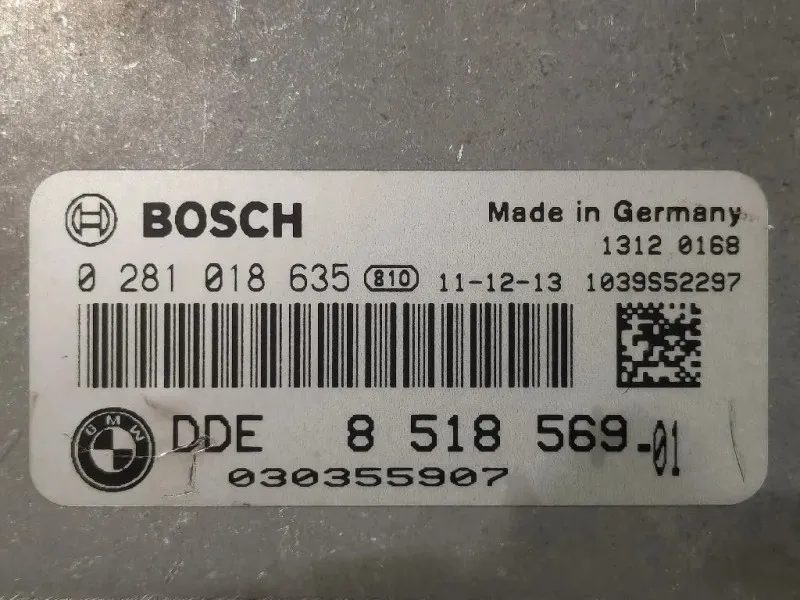 BOSCH
Made in Germany
1312 0168
0 281 018 635 810 11-12-13 1039S52297
BMW DDE 8 518 569-01
030355907